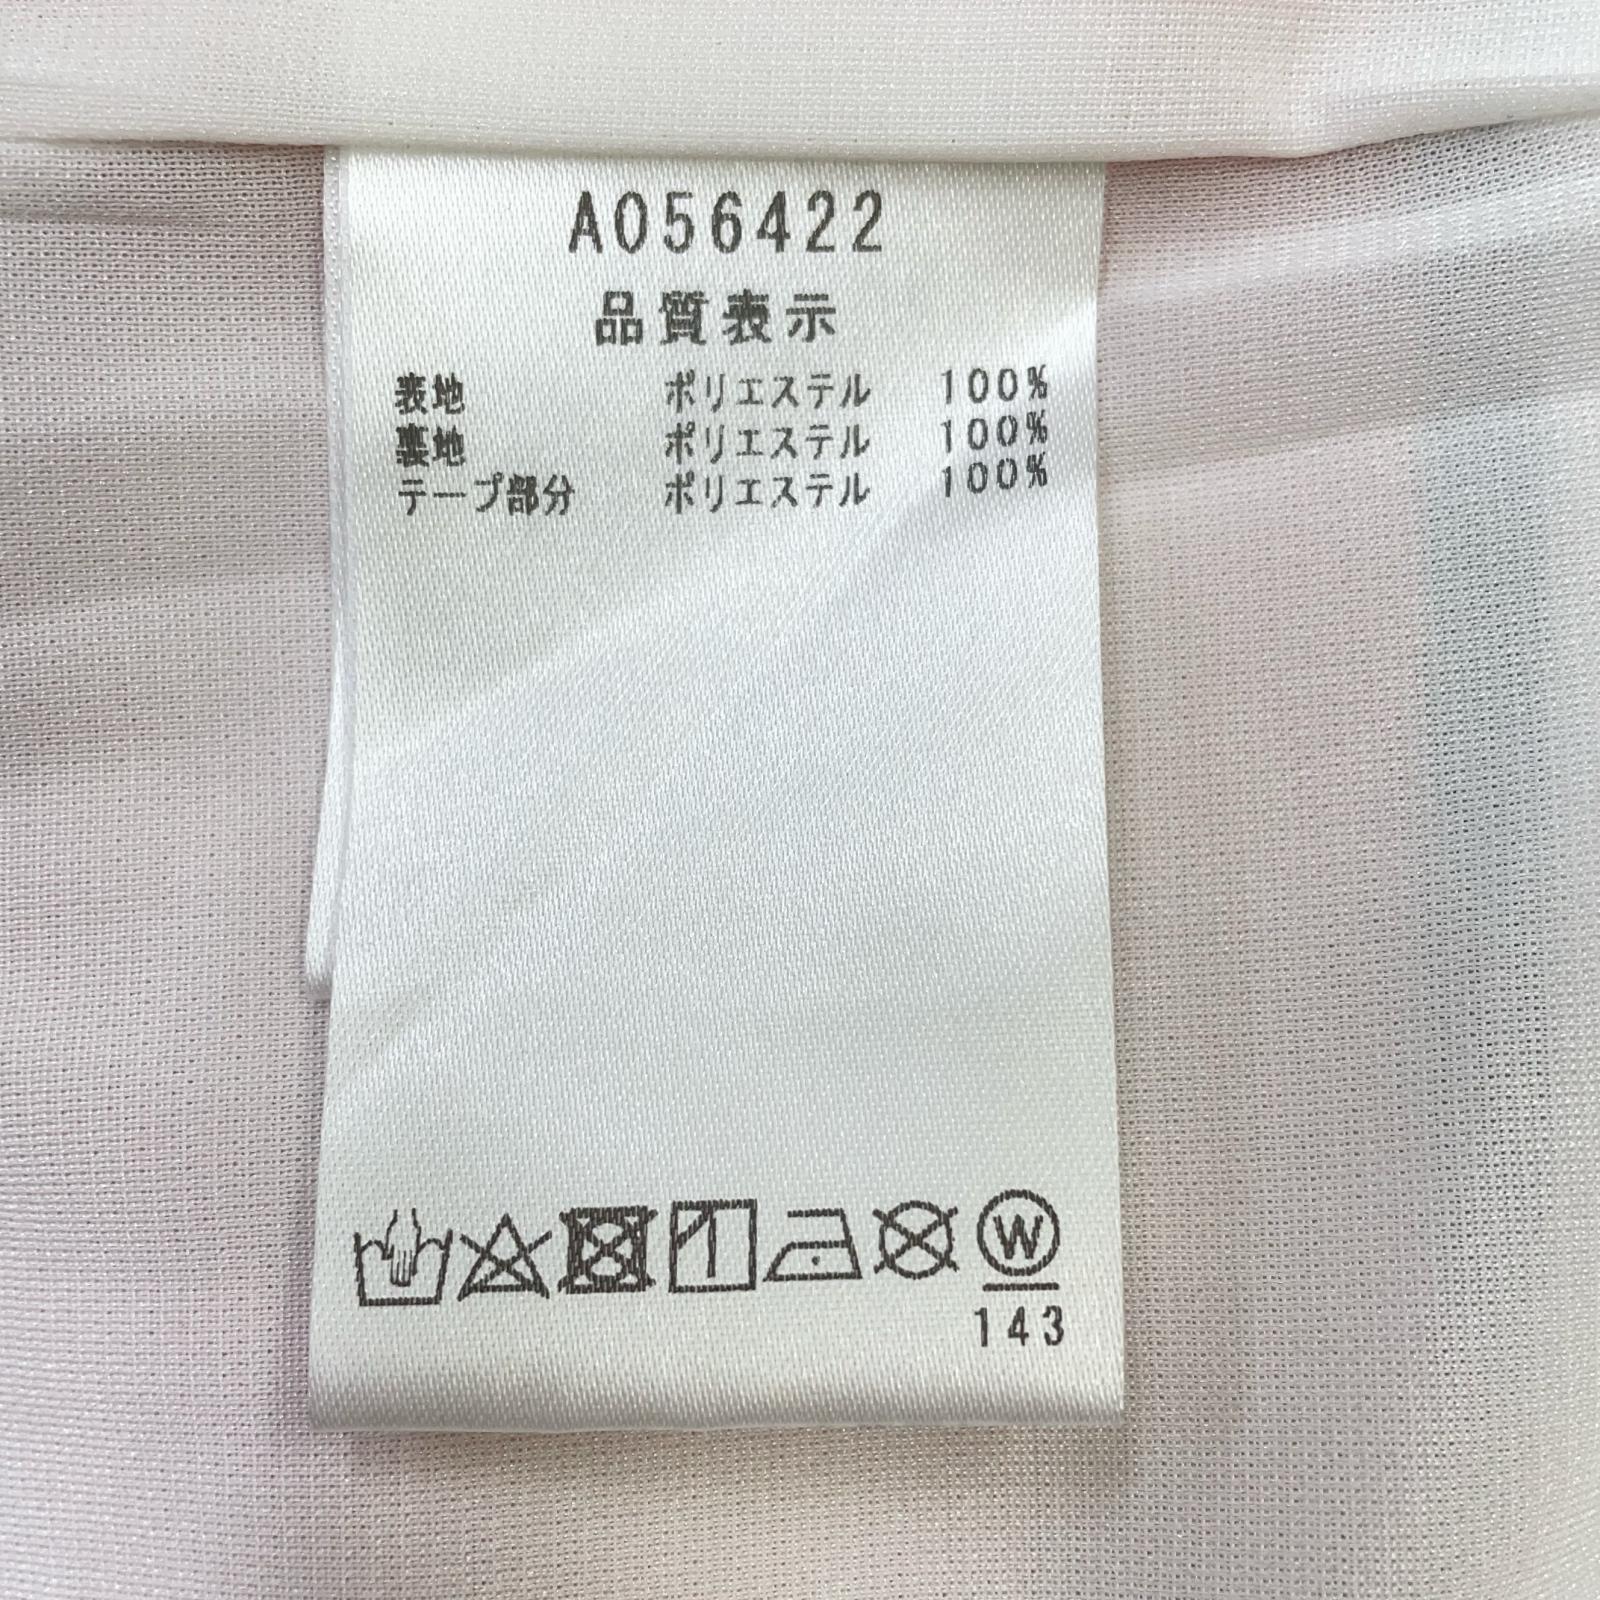 A056422
品質表示
表地 ポリエステル 100%
裏地 ポリエステル 100%
テープ部分 ポリエステル 100%
W
143